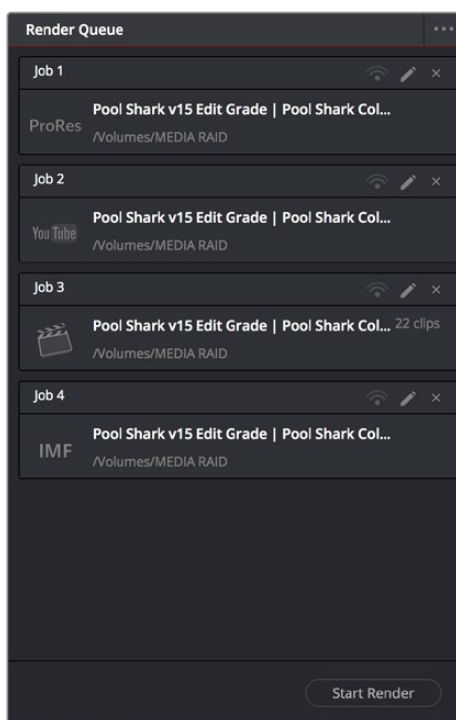 Render Queue
Job 1
ProRes
Pool Shark v15 Edit Grade | Pool Shark Col...
/Volumes/MEDIA RAID
Job 2
You Tube
Pool Shark v15 Edit Grade | Pool Shark Col...
/Volumes/MEDIA RAID
Job 3
Pool Shark v15 Edit Grade | Pool Shark Col... 22 clips
/Volumes/MEDIA RAID
Job 4
IMF
Pool Shark v15 Edit Grade | Pool Shark Col...
/Volumes/MEDIA RAID
Start Render